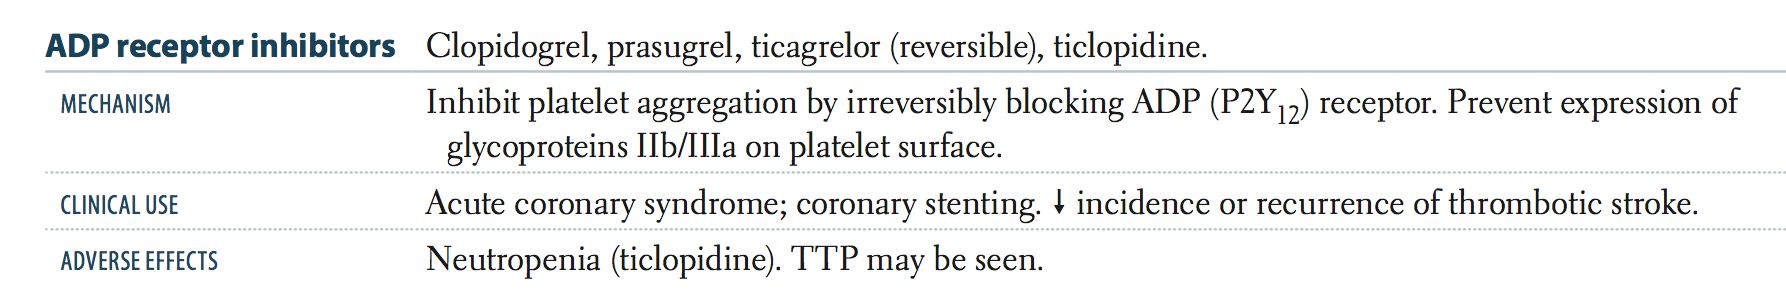 ADP receptor inhibitors Clopidogrel, prasugrel, ticagrelor (reversible), ticlopidine.
MECHANISM Inhibit platelet aggregation by irreversibly blocking ADP (P2Y12) receptor. Prevent expression of
glycoproteins IIb/IIIa on platelet surface.
CLINICAL USE Acute coronary syndrome; coronary stenting. ↓ incidence or recurrence of thrombotic stroke.
ADVERSE EFFECTS Neutropenia (ticlopidine). TTP may be seen.